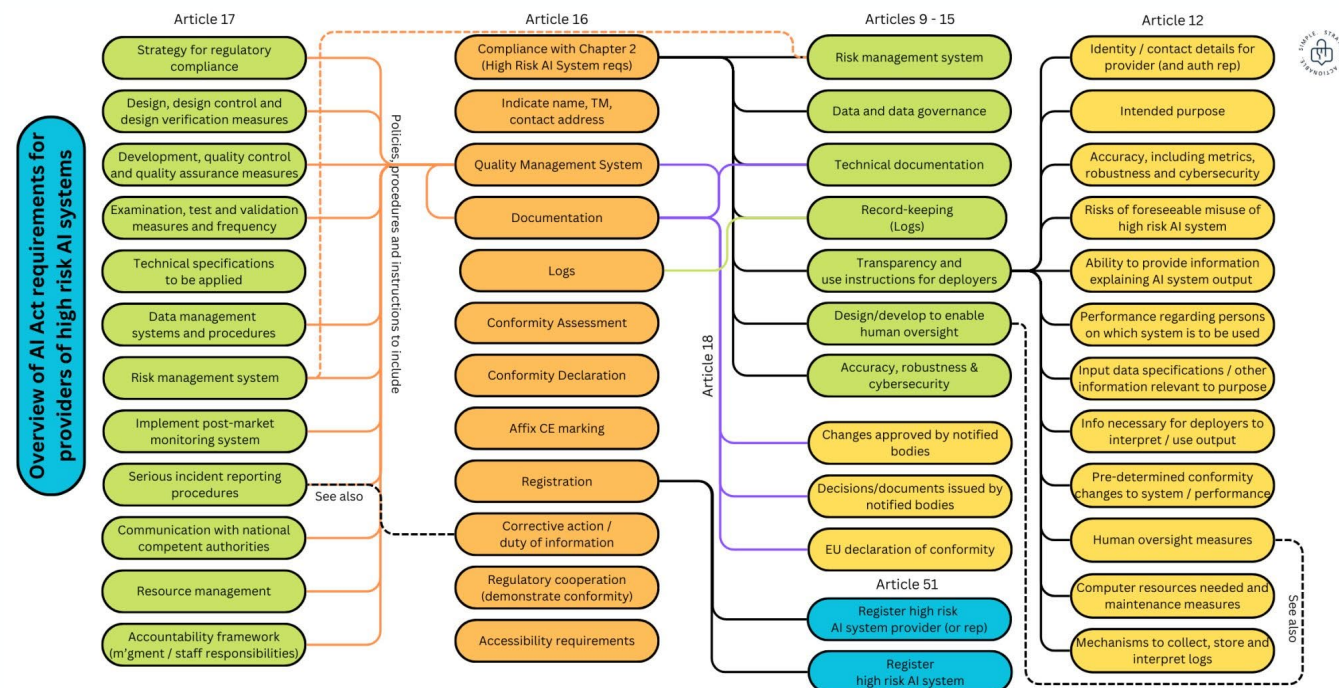 Overview of AI Act requirements for
providers of high risk AI systems
Article 17
Strategy for regulatory
compliance
Design, design control and
design verification measures
Development, quality control
and quality assurance measures
Examination, test and validation
measures and frequency
Technical specifications
to be applied
Data management
systems and procedures
Risk management system
Implement post-market
monitoring system
Serious incident reporting
procedures
Communication with national
competent authorities
Resource management
Accountability framework
(m'gment / staff responsibilities)
Policies, procedures and instructions to include
See also
Article 16
Compliance with Chapter 2
(High Risk AI System reqs)
Indicate name, TM,
contact address
Quality Management System
Documentation
Logs
Conformity Assessment
Conformity Declaration
Affix CE marking
Registration
Corrective action /
duty of information
Regulatory cooperation
(demonstrate conformity)
Accessibility requirements
Article 18
Articles 9 - 15
Risk management system
Data and data governance
Technical documentation
Record-keeping
(Logs)
Transparency and
use instructions for deployers
Design/develop to enable
human oversight
Accuracy, robustness &
cybersecurity
Changes approved by notified
bodies
Decisions/documents issued by
notified bodies
EU declaration of conformity
Article 51
Register high risk
AI system provider (or rep)
Register
high risk AI system
Article 12
Identity / contact details for
provider (and auth rep)
Intended purpose
Accuracy, including metrics,
robustness and cybersecurity
Risks of foreseeable misuse of
high risk AI system
Ability to provide information
explaining AI system output
Performance regarding persons
on which system is to be used
Input data specifications / other
information relevant to purpose
Info necessary for deployers to
interpret / use output
Pre-determined conformity
changes to system / performance
Human oversight measures
Computer resources needed and
maintenance measures
Mechanisms to collect, store and
interpret logs
See also
SIMPLE
ACTIONABLE